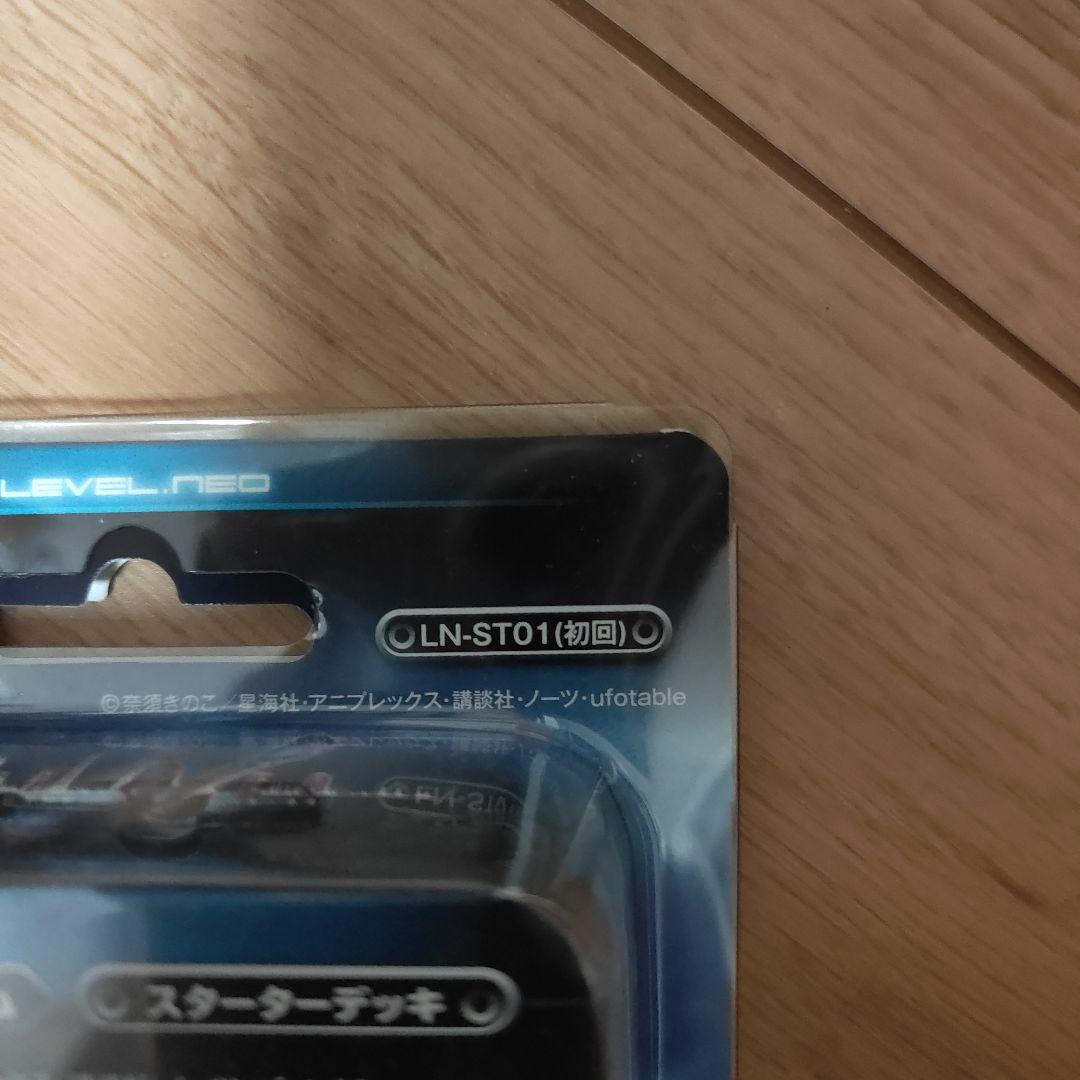 LEVEL.NEO
LN-ST01(初回)
©奈須きのこ／星海社・アニプレックス・講談社・ノーツ・ufotable
スターターデッキ